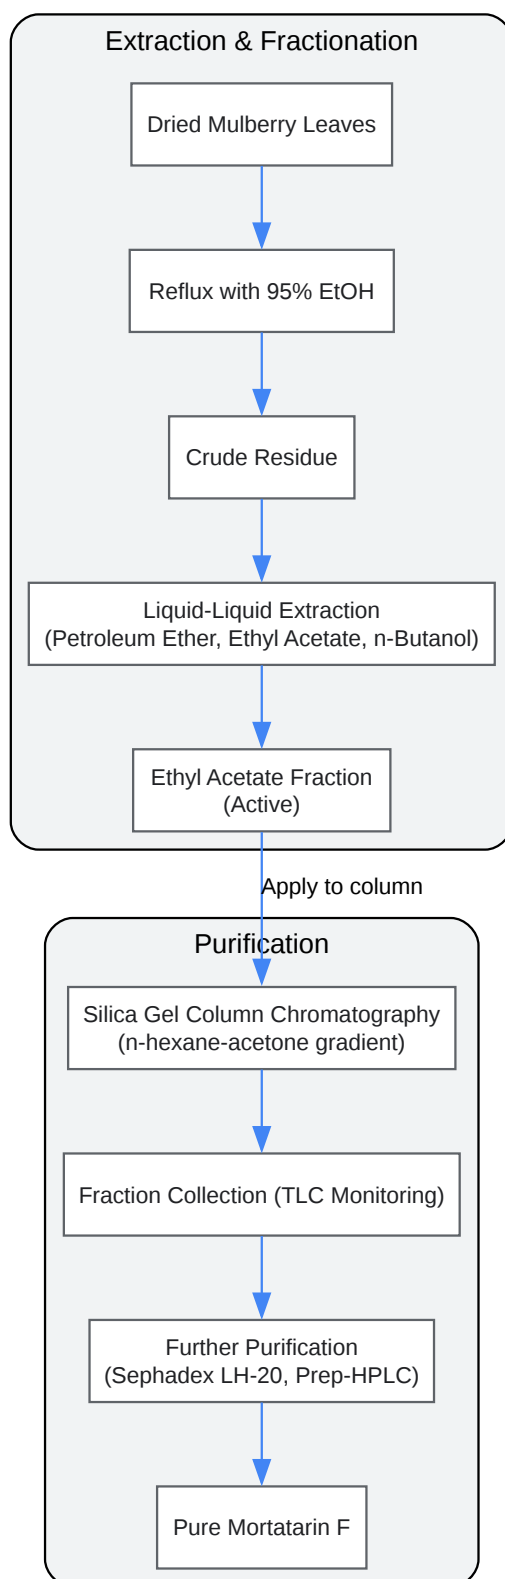 Extraction & Fractionation
Dried Mulberry Leaves
Reflux with 95% EtOH
Crude Residue
Liquid-Liquid Extraction
(Petroleum Ether, Ethyl Acetate, n-Butanol)
Ethyl Acetate Fraction
(Active)
Apply to column
Purification
Silica Gel Column Chromatography
(n-hexane-acetone gradient)
Fraction Collection (TLC Monitoring)
Further Purification
(Sephadex LH-20, Prep-HPLC)
Pure Mortatarin F